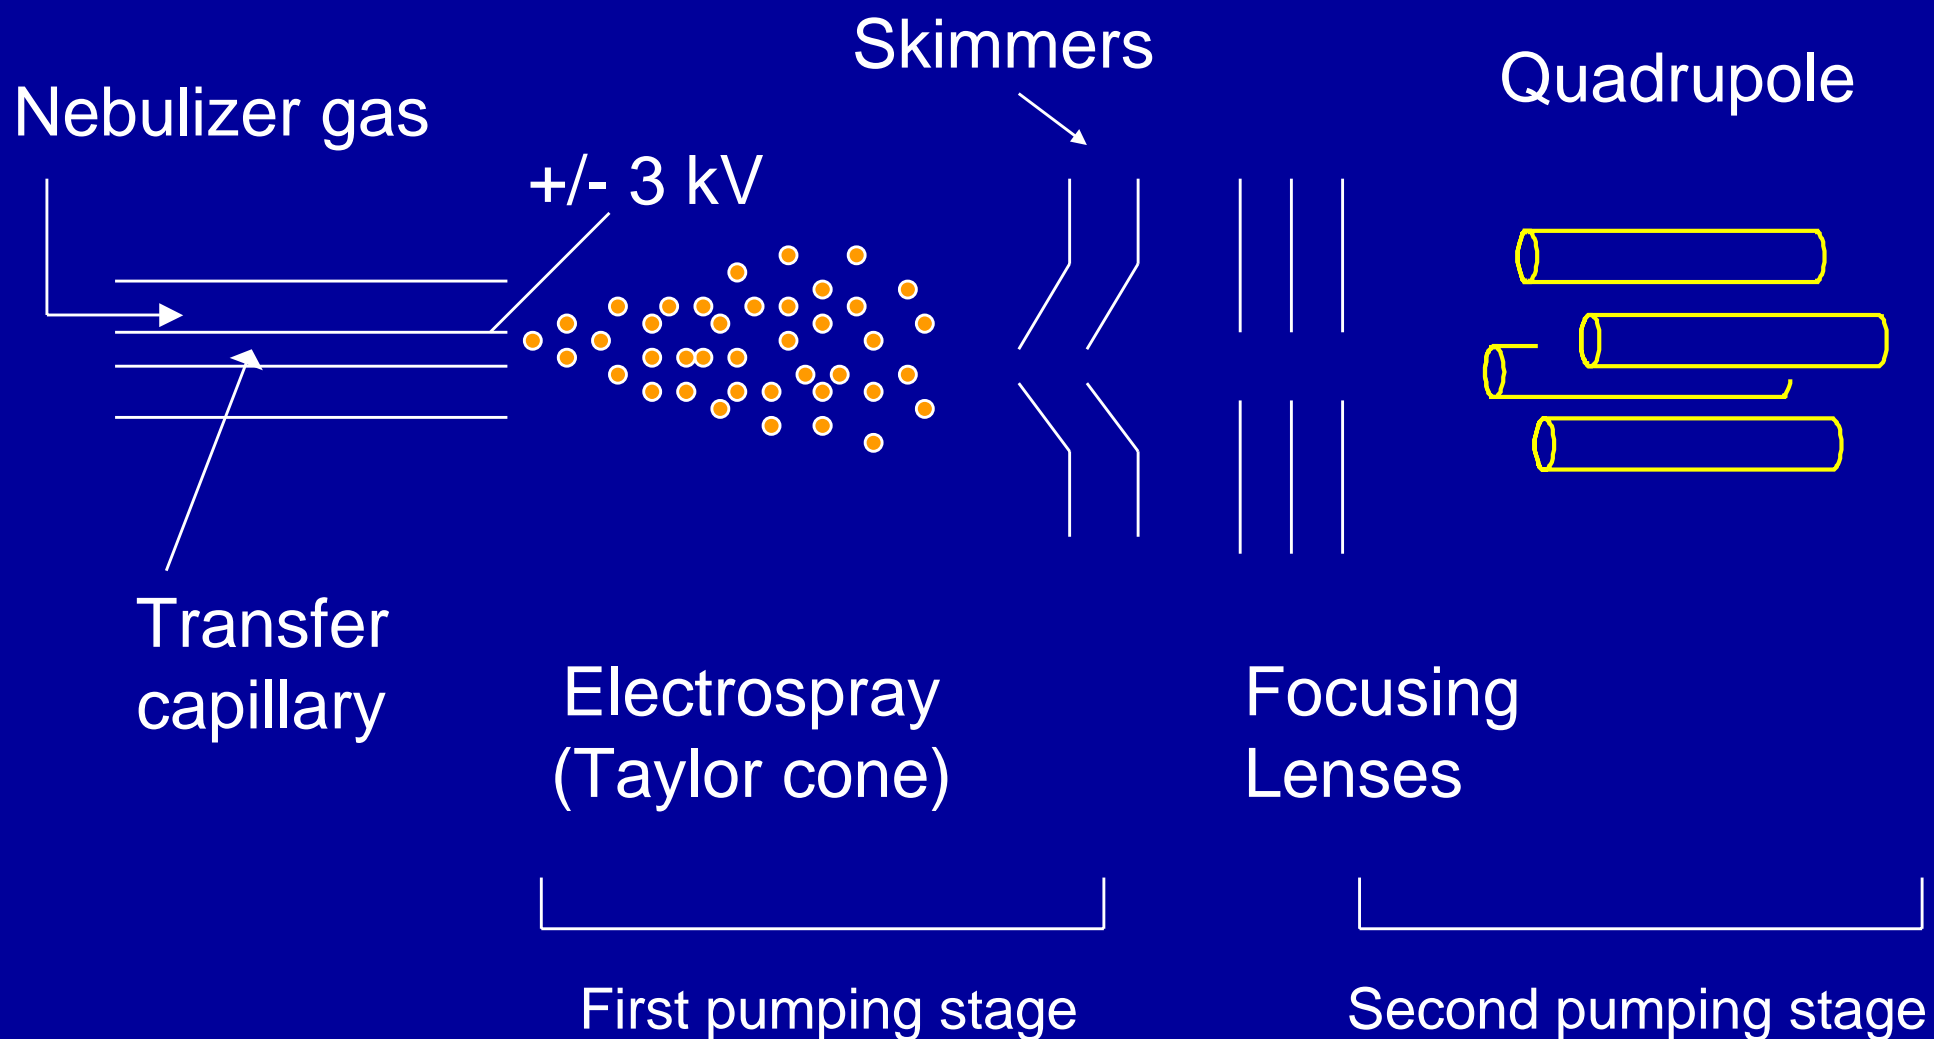 Skimmers
Quadrupole
Nebulizer gas
+/- 3 kV
Transfer
capillary
Electrospray
(Taylor cone)
Focusing
Lenses
First pumping stage
Second pumping stage